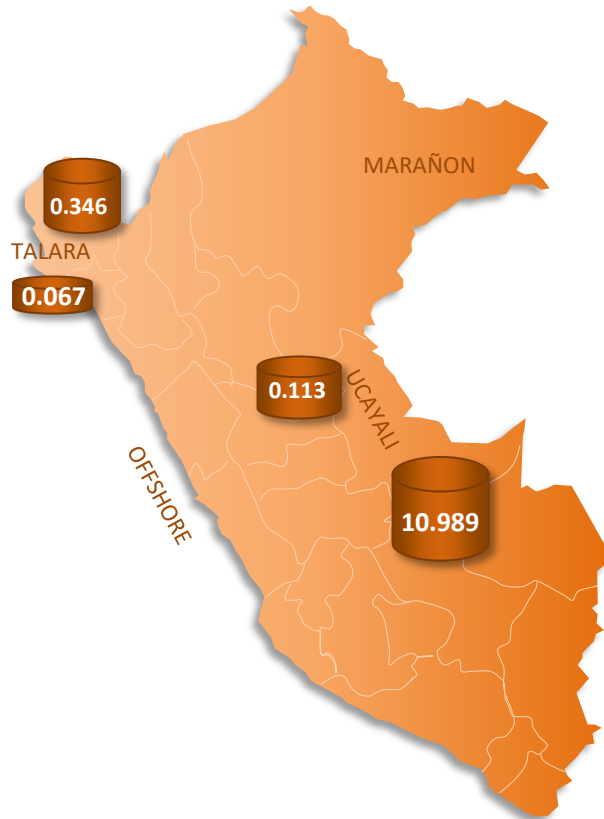 MARAÑON
0.346
TALARA
0.067
0.113
UCAYALI
OFFSHORE
10.989